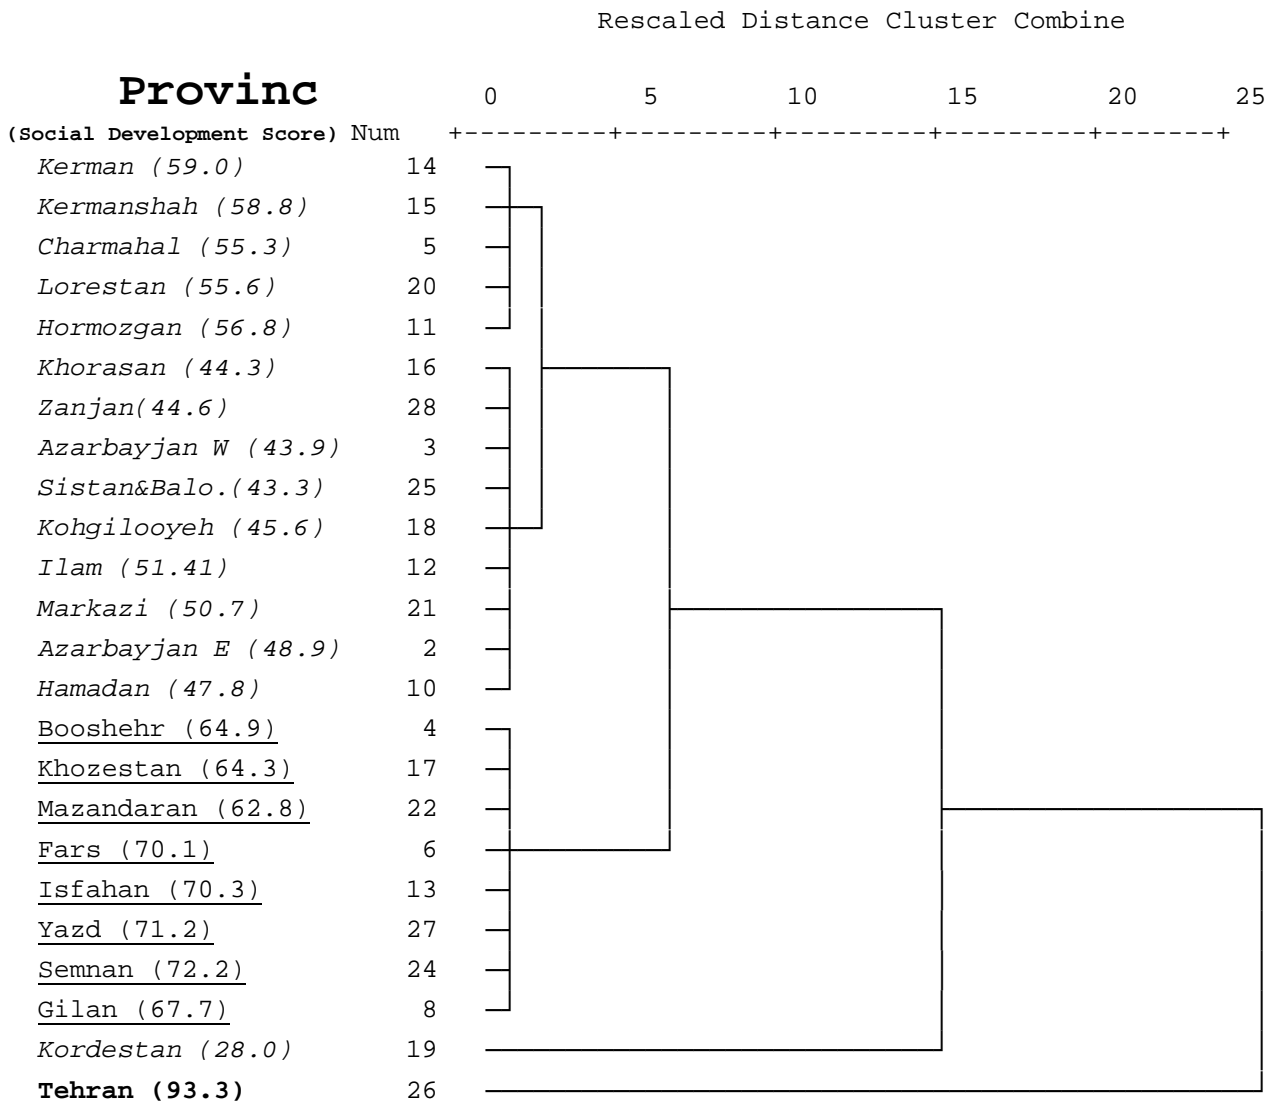 Rescaled Distance Cluster Combine
Provinc 0 5 10 15 20 25
(Social Development Score) Num +---------+---------+---------+---------+-------+
Kerman (59.0) 14
Kermanshah (58.8) 15
Charmahal (55.3) 5
Lorestan (55.6) 20
Hormozgan (56.8) 11
Khorasan (44.3) 16
Zanjan(44.6) 28
Azarbayjan W (43.9) 3
Sistan&Balo.(43.3) 25
Kohgilooyeh (45.6) 18
Ilam (51.41) 12
Markazi (50.7) 21
Azarbayjan E (48.9) 2
Hamadan (47.8) 10
Booshehr (64.9) 4
Khozestan (64.3) 17
Mazandaran (62.8) 22
Fars (70.1) 6
Isfahan (70.3) 13
Yazd (71.2) 27
Semnan (72.2) 24
Gilan (67.7) 8
Kordestan (28.0) 19
Tehran (93.3) 26